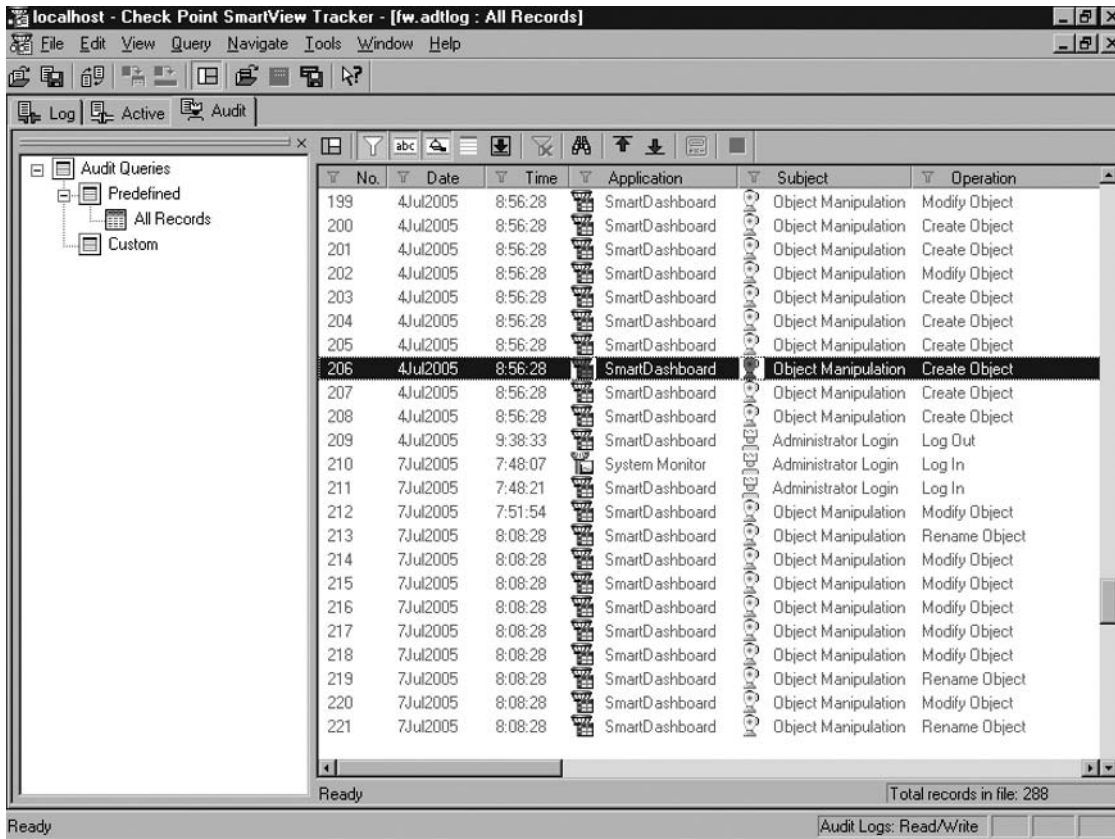 localhost - Check Point SmartView Tracker - [fw.adtlog : All Records]
File Edit View Query Navigate Tools Window Help
Log Active Audit
Audit Queries
Predefined
All Records
Custom
abc
No. Date Time Application Subject Operation
199 4Jul2005 8:56:28 SmartDashboard Object Manipulation Modify Object
200 4Jul2005 8:56:28 SmartDashboard Object Manipulation Create Object
201 4Jul2005 8:56:28 SmartDashboard Object Manipulation Create Object
202 4Jul2005 8:56:28 SmartDashboard Object Manipulation Modify Object
203 4Jul2005 8:56:28 SmartDashboard Object Manipulation Create Object
204 4Jul2005 8:56:28 SmartDashboard Object Manipulation Create Object
205 4Jul2005 8:56:28 SmartDashboard Object Manipulation Create Object
206 4Jul2005 8:56:28 SmartDashboard Object Manipulation Create Object
207 4Jul2005 8:56:28 SmartDashboard Object Manipulation Create Object
208 4Jul2005 8:56:28 SmartDashboard Object Manipulation Create Object
209 4Jul2005 9:38:33 SmartDashboard Administrator Login Log Out
210 7Jul2005 7:48:07 System Monitor Administrator Login Log In
211 7Jul2005 7:48:21 SmartDashboard Administrator Login Log In
212 7Jul2005 7:51:54 SmartDashboard Object Manipulation Modify Object
213 7Jul2005 8:08:28 SmartDashboard Object Manipulation Rename Object
214 7Jul2005 8:08:28 SmartDashboard Object Manipulation Modify Object
215 7Jul2005 8:08:28 SmartDashboard Object Manipulation Modify Object
216 7Jul2005 8:08:28 SmartDashboard Object Manipulation Modify Object
217 7Jul2005 8:08:28 SmartDashboard Object Manipulation Modify Object
218 7Jul2005 8:08:28 SmartDashboard Object Manipulation Modify Object
219 7Jul2005 8:08:28 SmartDashboard Object Manipulation Rename Object
220 7Jul2005 8:08:28 SmartDashboard Object Manipulation Modify Object
221 7Jul2005 8:08:28 SmartDashboard Object Manipulation Rename Object
Ready Total records in file: 288
Ready Audit Logs: Read/Write